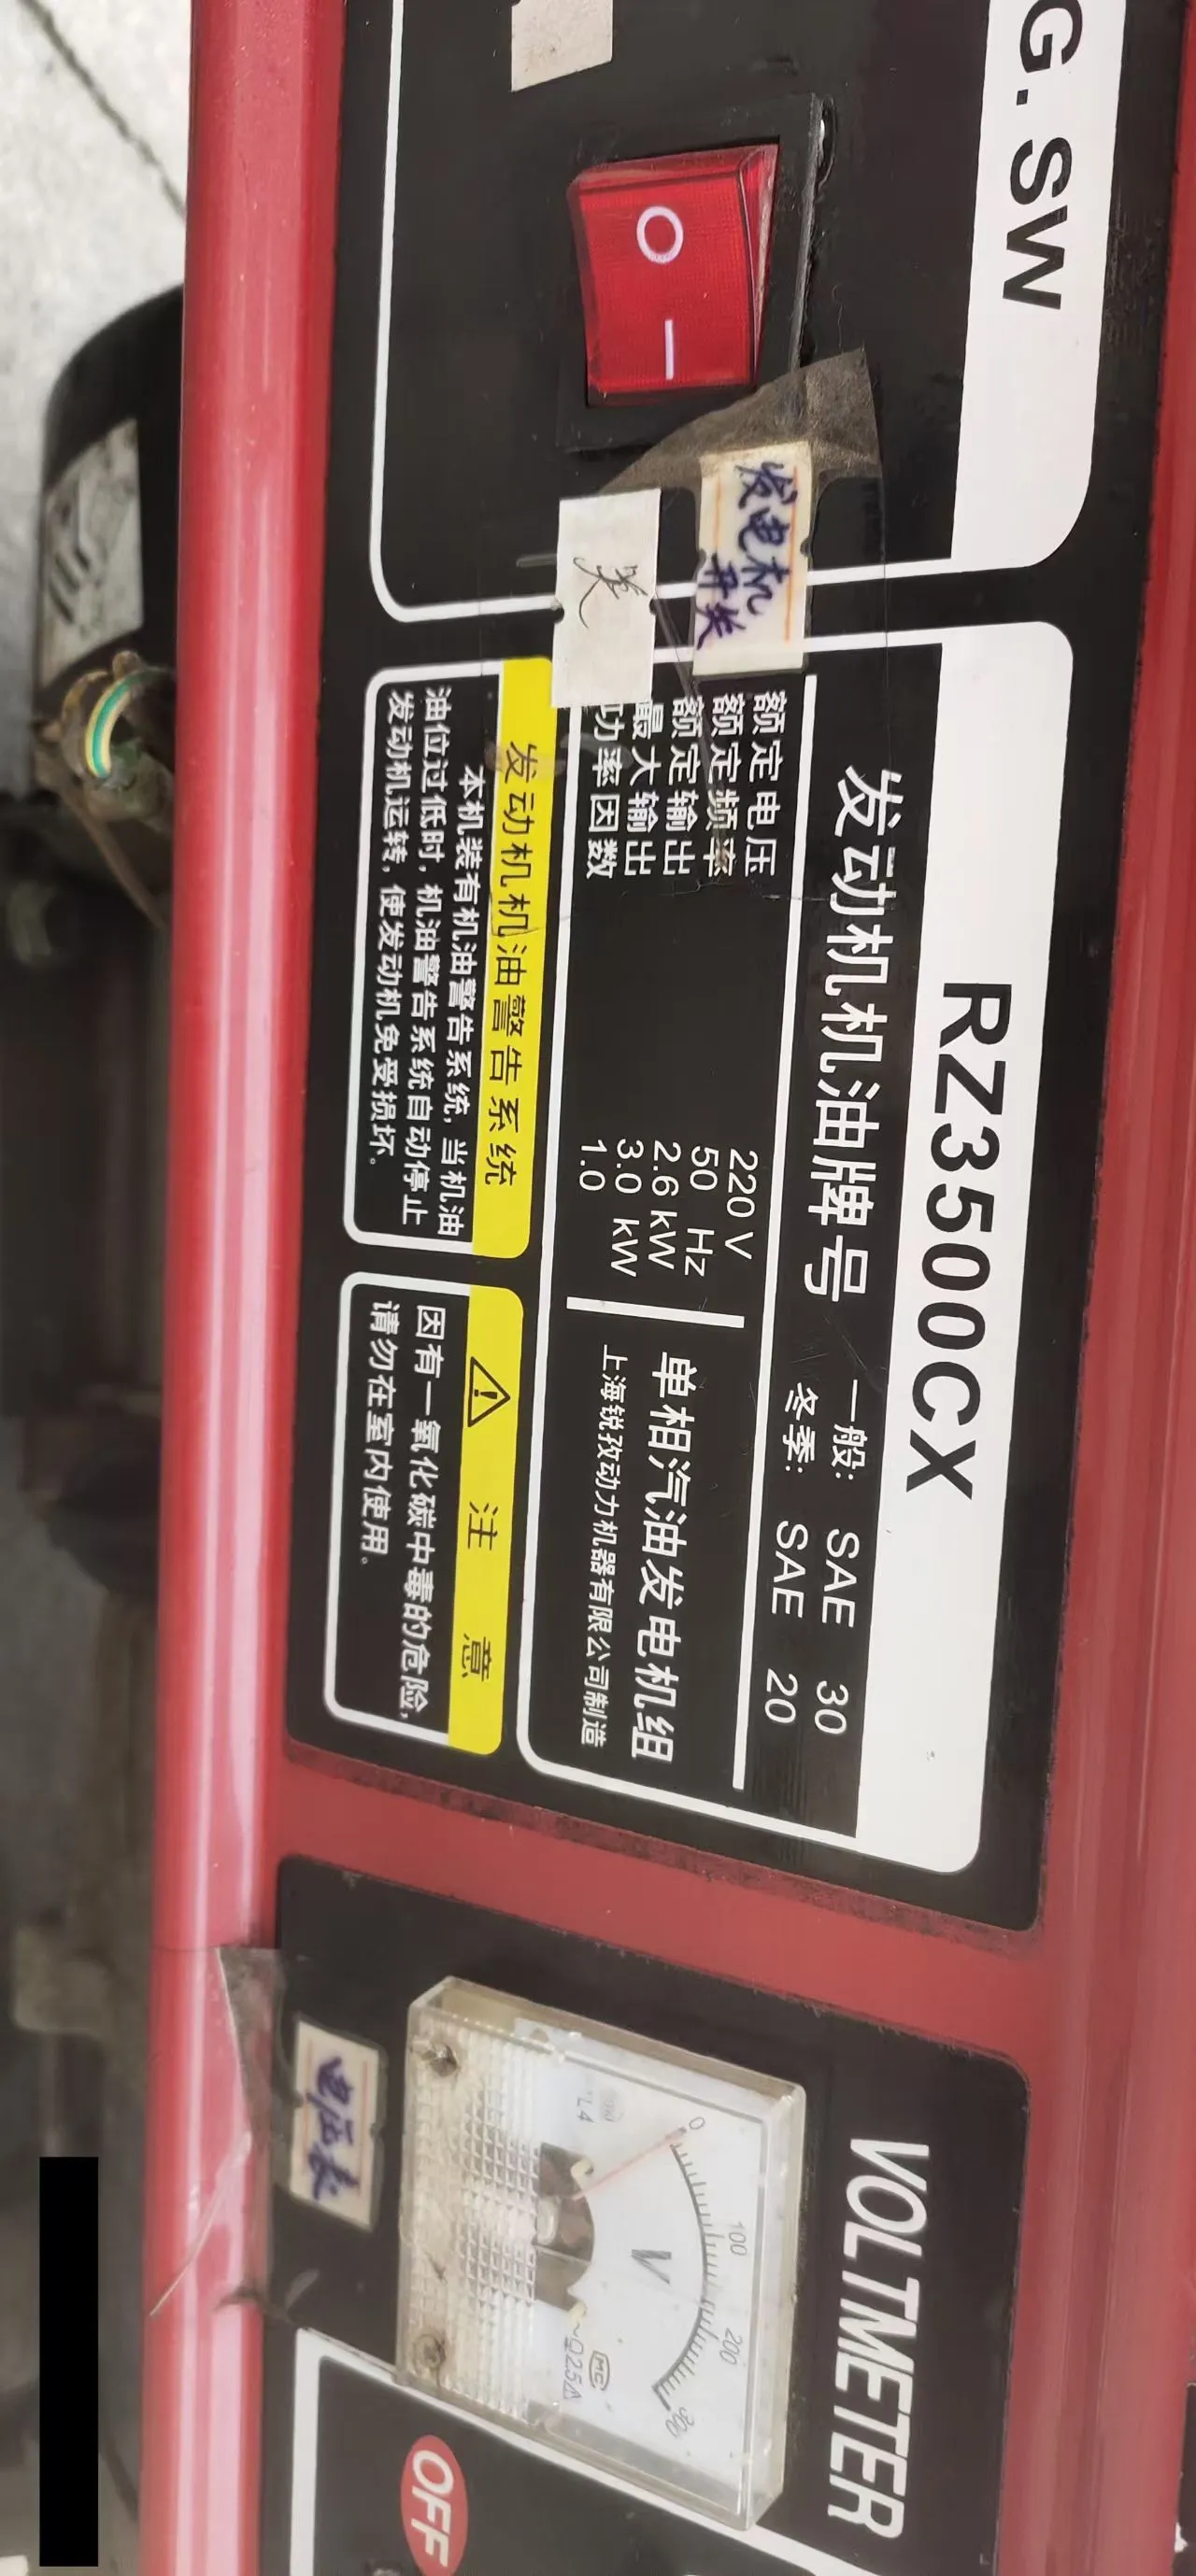 G. SW
O
I
发电机
开关
关
RZ3500CX
发动机机油牌号
一般: SAE 30
冬季: SAE 20
额定电压 220 V
额定频率 50 Hz
额定输出 2.6 kW
最大输出 3.0 kW
功率因数 1.0
单相汽油发电机组
上海锐孜动力机器有限公司制造
发动机机油警告系统
本机装有机油警告系统, 当机油
油位过低时, 机油警告系统自动停止
发动机运转, 使发动机免受损坏。
注意
因有一氧化碳中毒的危险,
请勿在室内使用。
VOLTMETER
0
100
200
300
V
MC
电压表
OFF